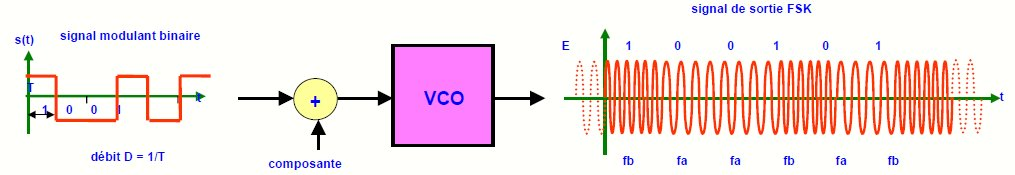 signal de sortie FSK
s(t)
signal modulant binaire
E
1 0 0 1 0 1
T
1 0 0 1
t
+
VCO
t
débit D = 1/T
composante
fb fa fa fb fa fb